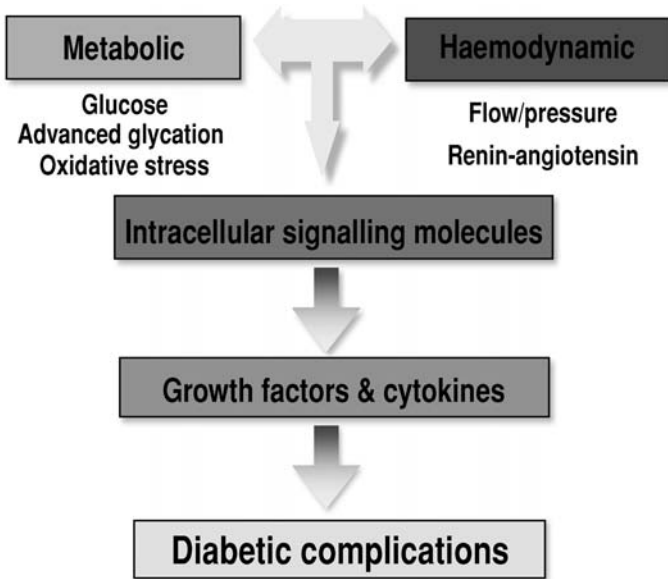 Metabolic
Haemodynamic
Glucose
Advanced glycation
Oxidative stress
Flow/pressure
Renin-angiotensin
Intracellular signalling molecules
Growth factors & cytokines
Diabetic complications